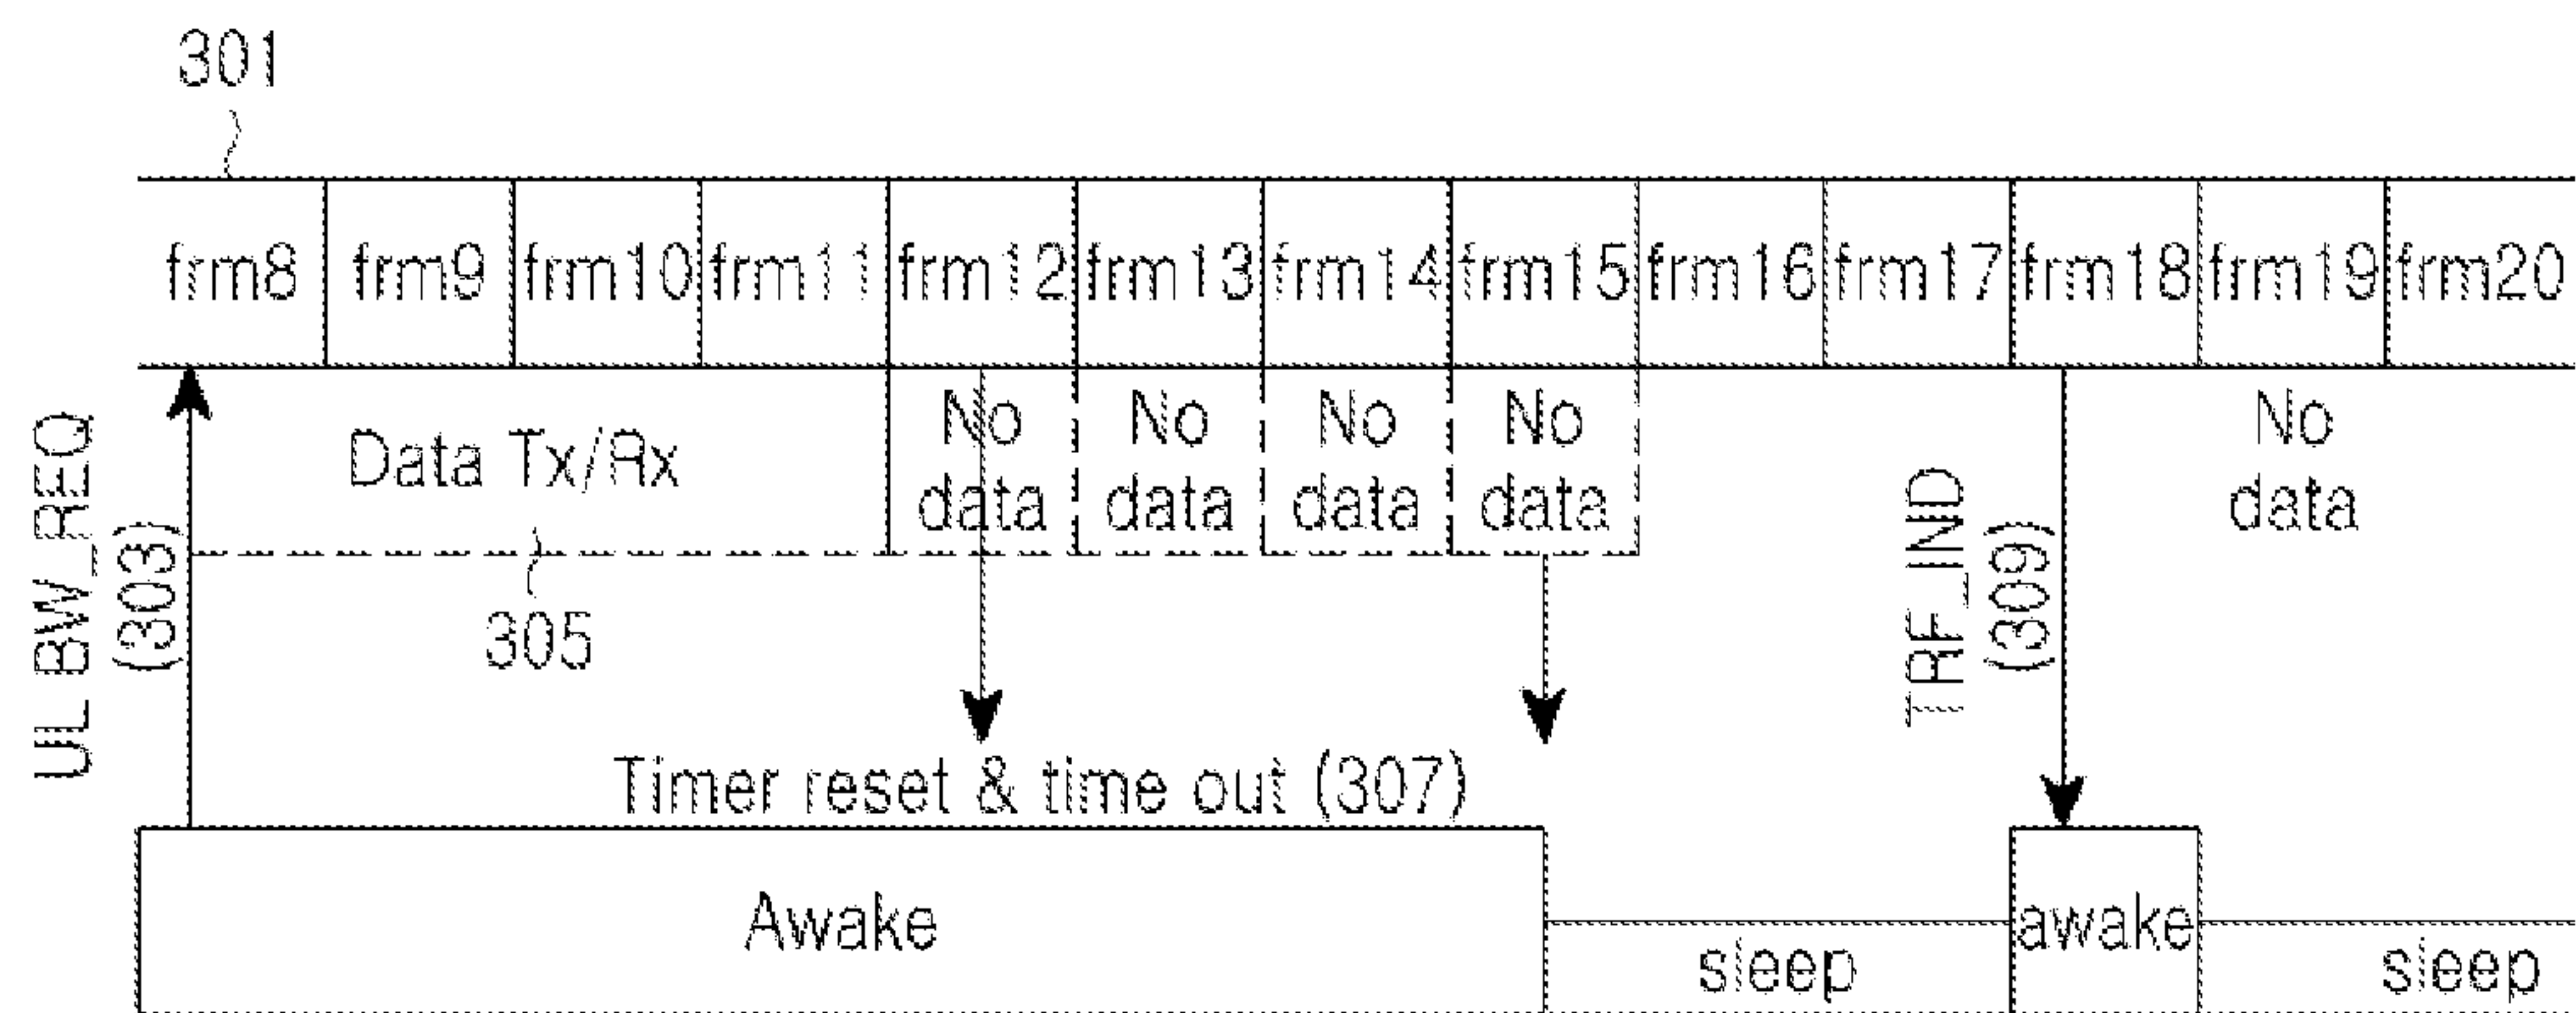 301
frm8 frm9 frm10 frm11 frm12 frm13 frm14 frm15 frm16 frm17 frm18 frm19 frm20
UL BW_REQ
(303)
Data Tx/Rx
305
No
data
No
data
No
data
No
data
TRF_IND
(309)
No
data
Timer reset & time out (307)
Awake
sleep
awake
sleep